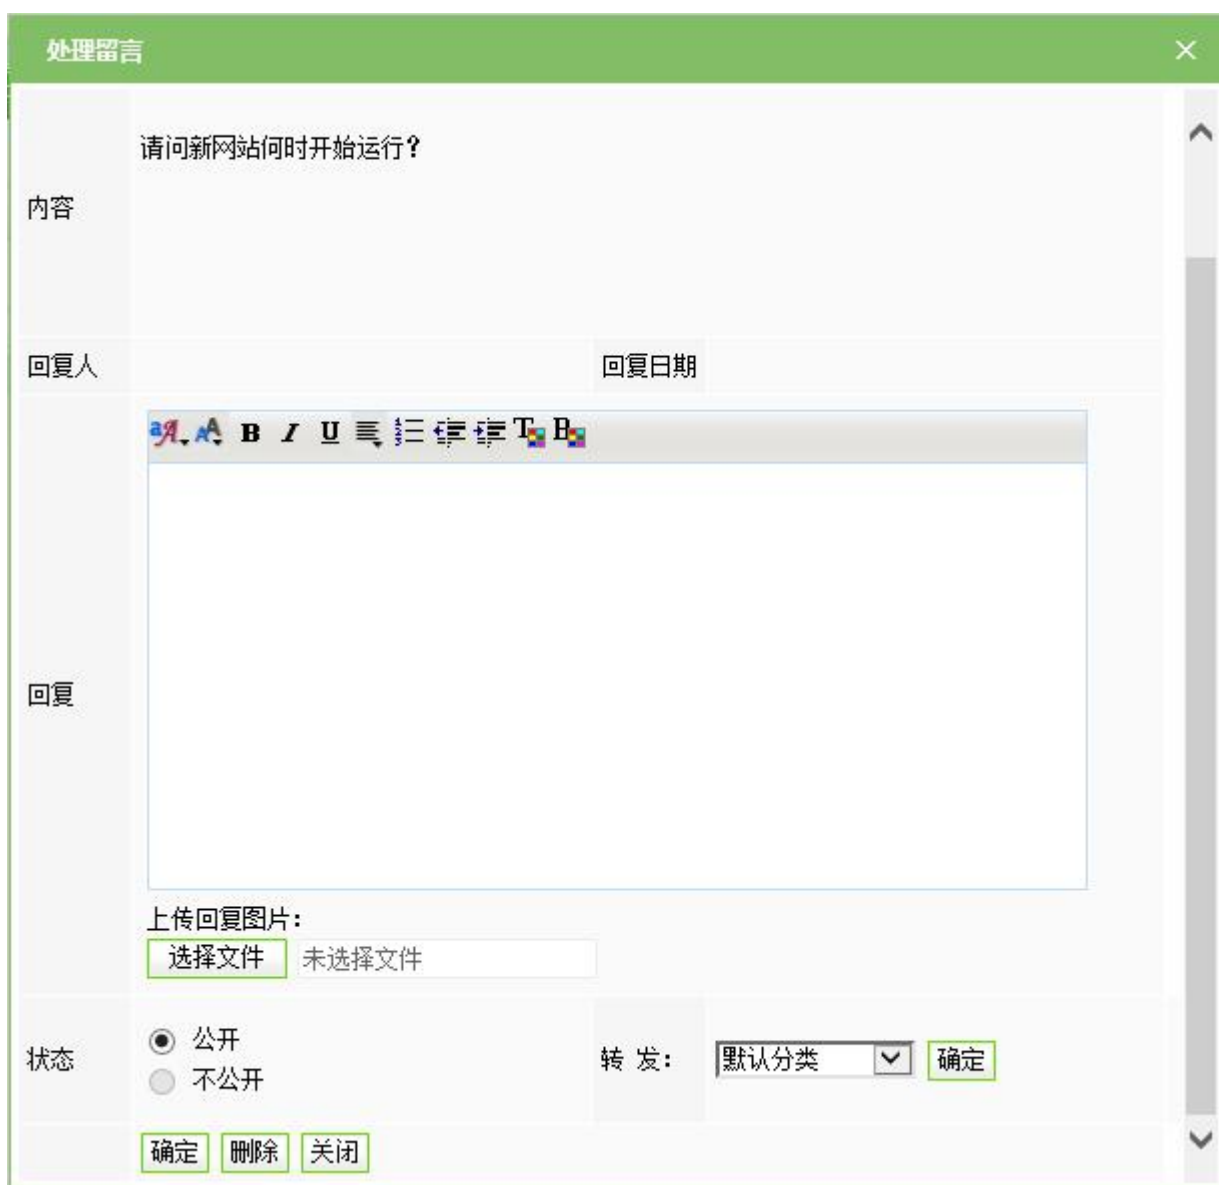 处理留言
请问新网站何时开始运行?
内容
回复人 回复日期
B I U
回复
上传回复图片:
选择文件 未选择文件
公开
状态 转 发: 默认分类 确定
不公开
确定 删除 关闭